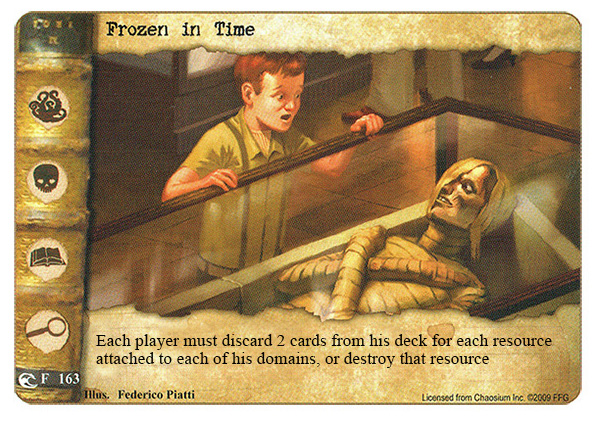 Frozen in Time
Each player must discard 2 cards from his deck for each resource
attached to each of his domains, or destroy that resource
F 163
Illus. Federico Piatti
Licensed from Chaosium Inc. ©2009 FFG